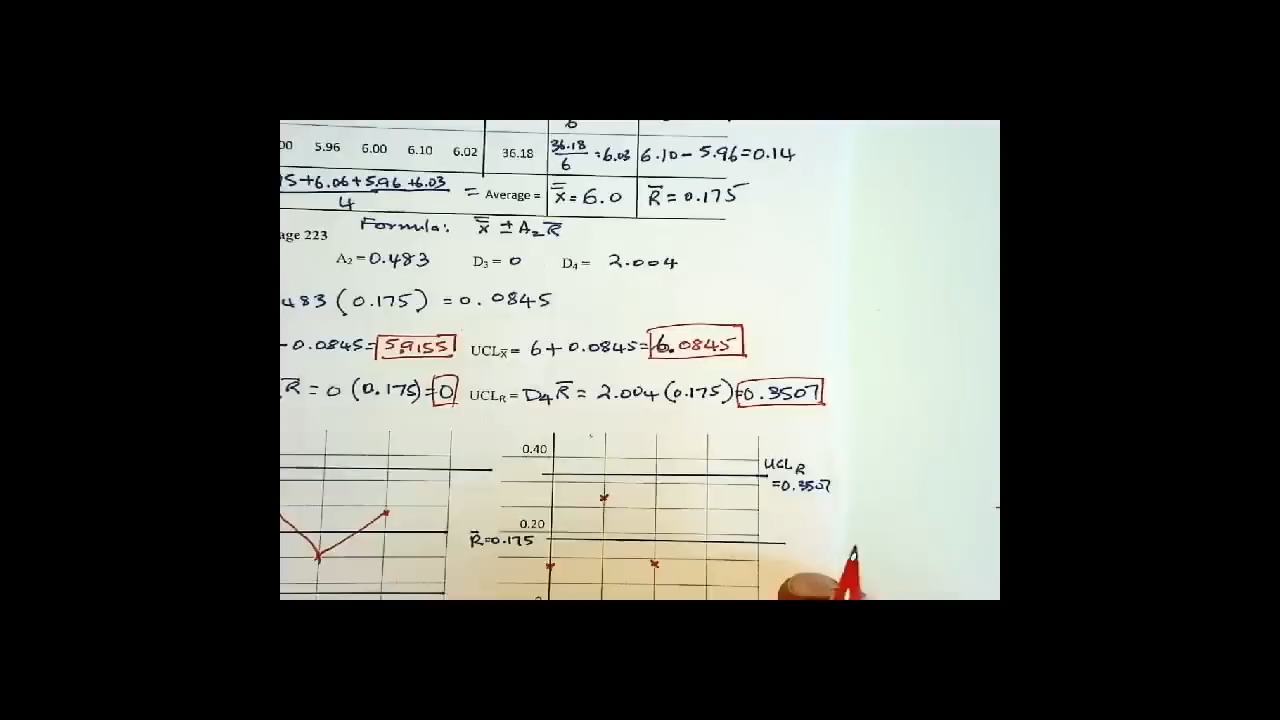 6
00 5.96 6.00 6.10 6.02 36.18 36.18/6 =6.03 6.10-5.96=0.14
5+6.06+5.96+6.03/4 = Average = x̿=6.0 R̄=0.175
Formula: x̿ ±A₂R̄
age 223
A₂=0.483 D₃=0 D₄= 2.004
483(0.175)=0.0845
-0.0845=5.9155 UCLx̄= 6+0.0845=6.0845
R̄=0(0.175)=0 UCLR=D₄R̄= 2.004(0.175)=0.3507
0.40
UCLR
=0.3507
0.20
R̄=0.175